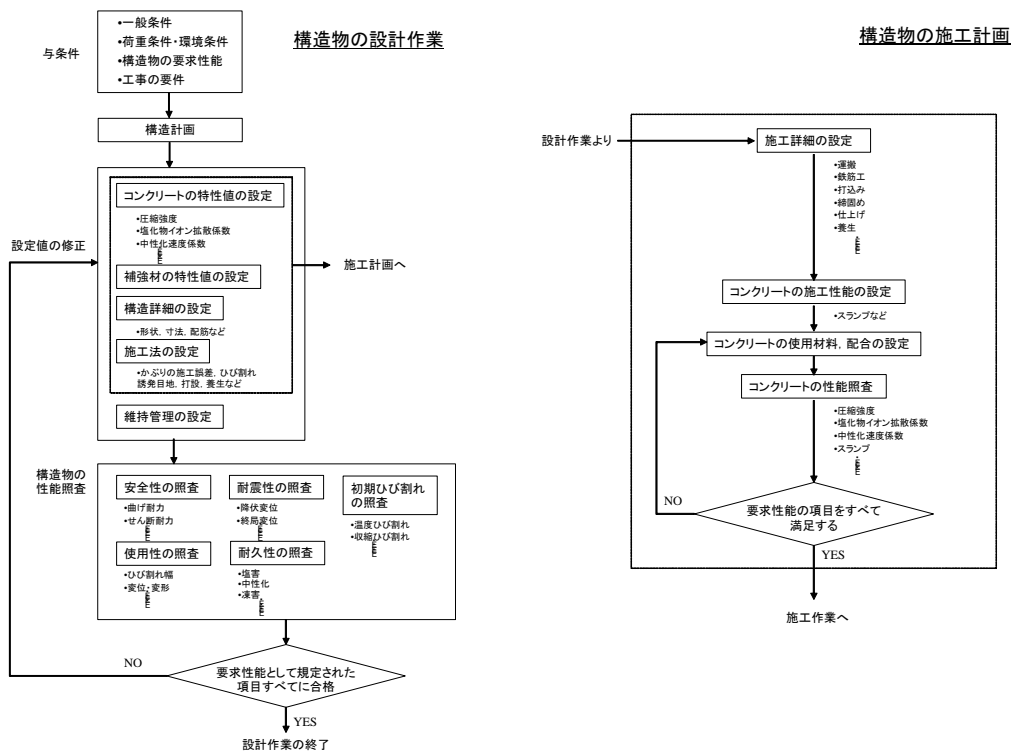 構造物の設計作業
与条件
•一般条件
•荷重条件・環境条件
•構造物の要求性能
•工事の要件
構造計画
コンクリートの特性値の設定
•圧縮強度
•塩化物イオン拡散係数
•中性化速度係数
補強材の特性値の設定
構造詳細の設定
•形状, 寸法, 配筋など
施工法の設定
•かぶりの施工誤差, ひび割れ
誘発目地, 打設, 養生など
維持管理の設定
設定値の修正
施工計画へ
構造物の
性能照査
安全性の照査
•曲げ耐力
•せん断耐力
使用性の照査
•ひび割れ幅
•変位・変形
耐震性の照査
•降伏変位
•終局変位
耐久性の照査
•塩害
•中性化
•凍害
初期ひび割れ
の照査
•温度ひび割れ
•収縮ひび割れ
NO
要求性能として規定された
項目すべてに合格
YES
設計作業の終了
構造物の施工計画
設計作業より
施工詳細の設定
•運搬
•鉄筋工
•打込み
•締固め
•仕上げ
•養生
コンクリートの施工性能の設定
•スランプなど
コンクリートの使用材料, 配合の設定
コンクリートの性能照査
•圧縮強度
•塩化物イオン拡散係数
•中性化速度係数
•スランプ
NO
要求性能の項目をすべて
満足する
YES
施工作業へ